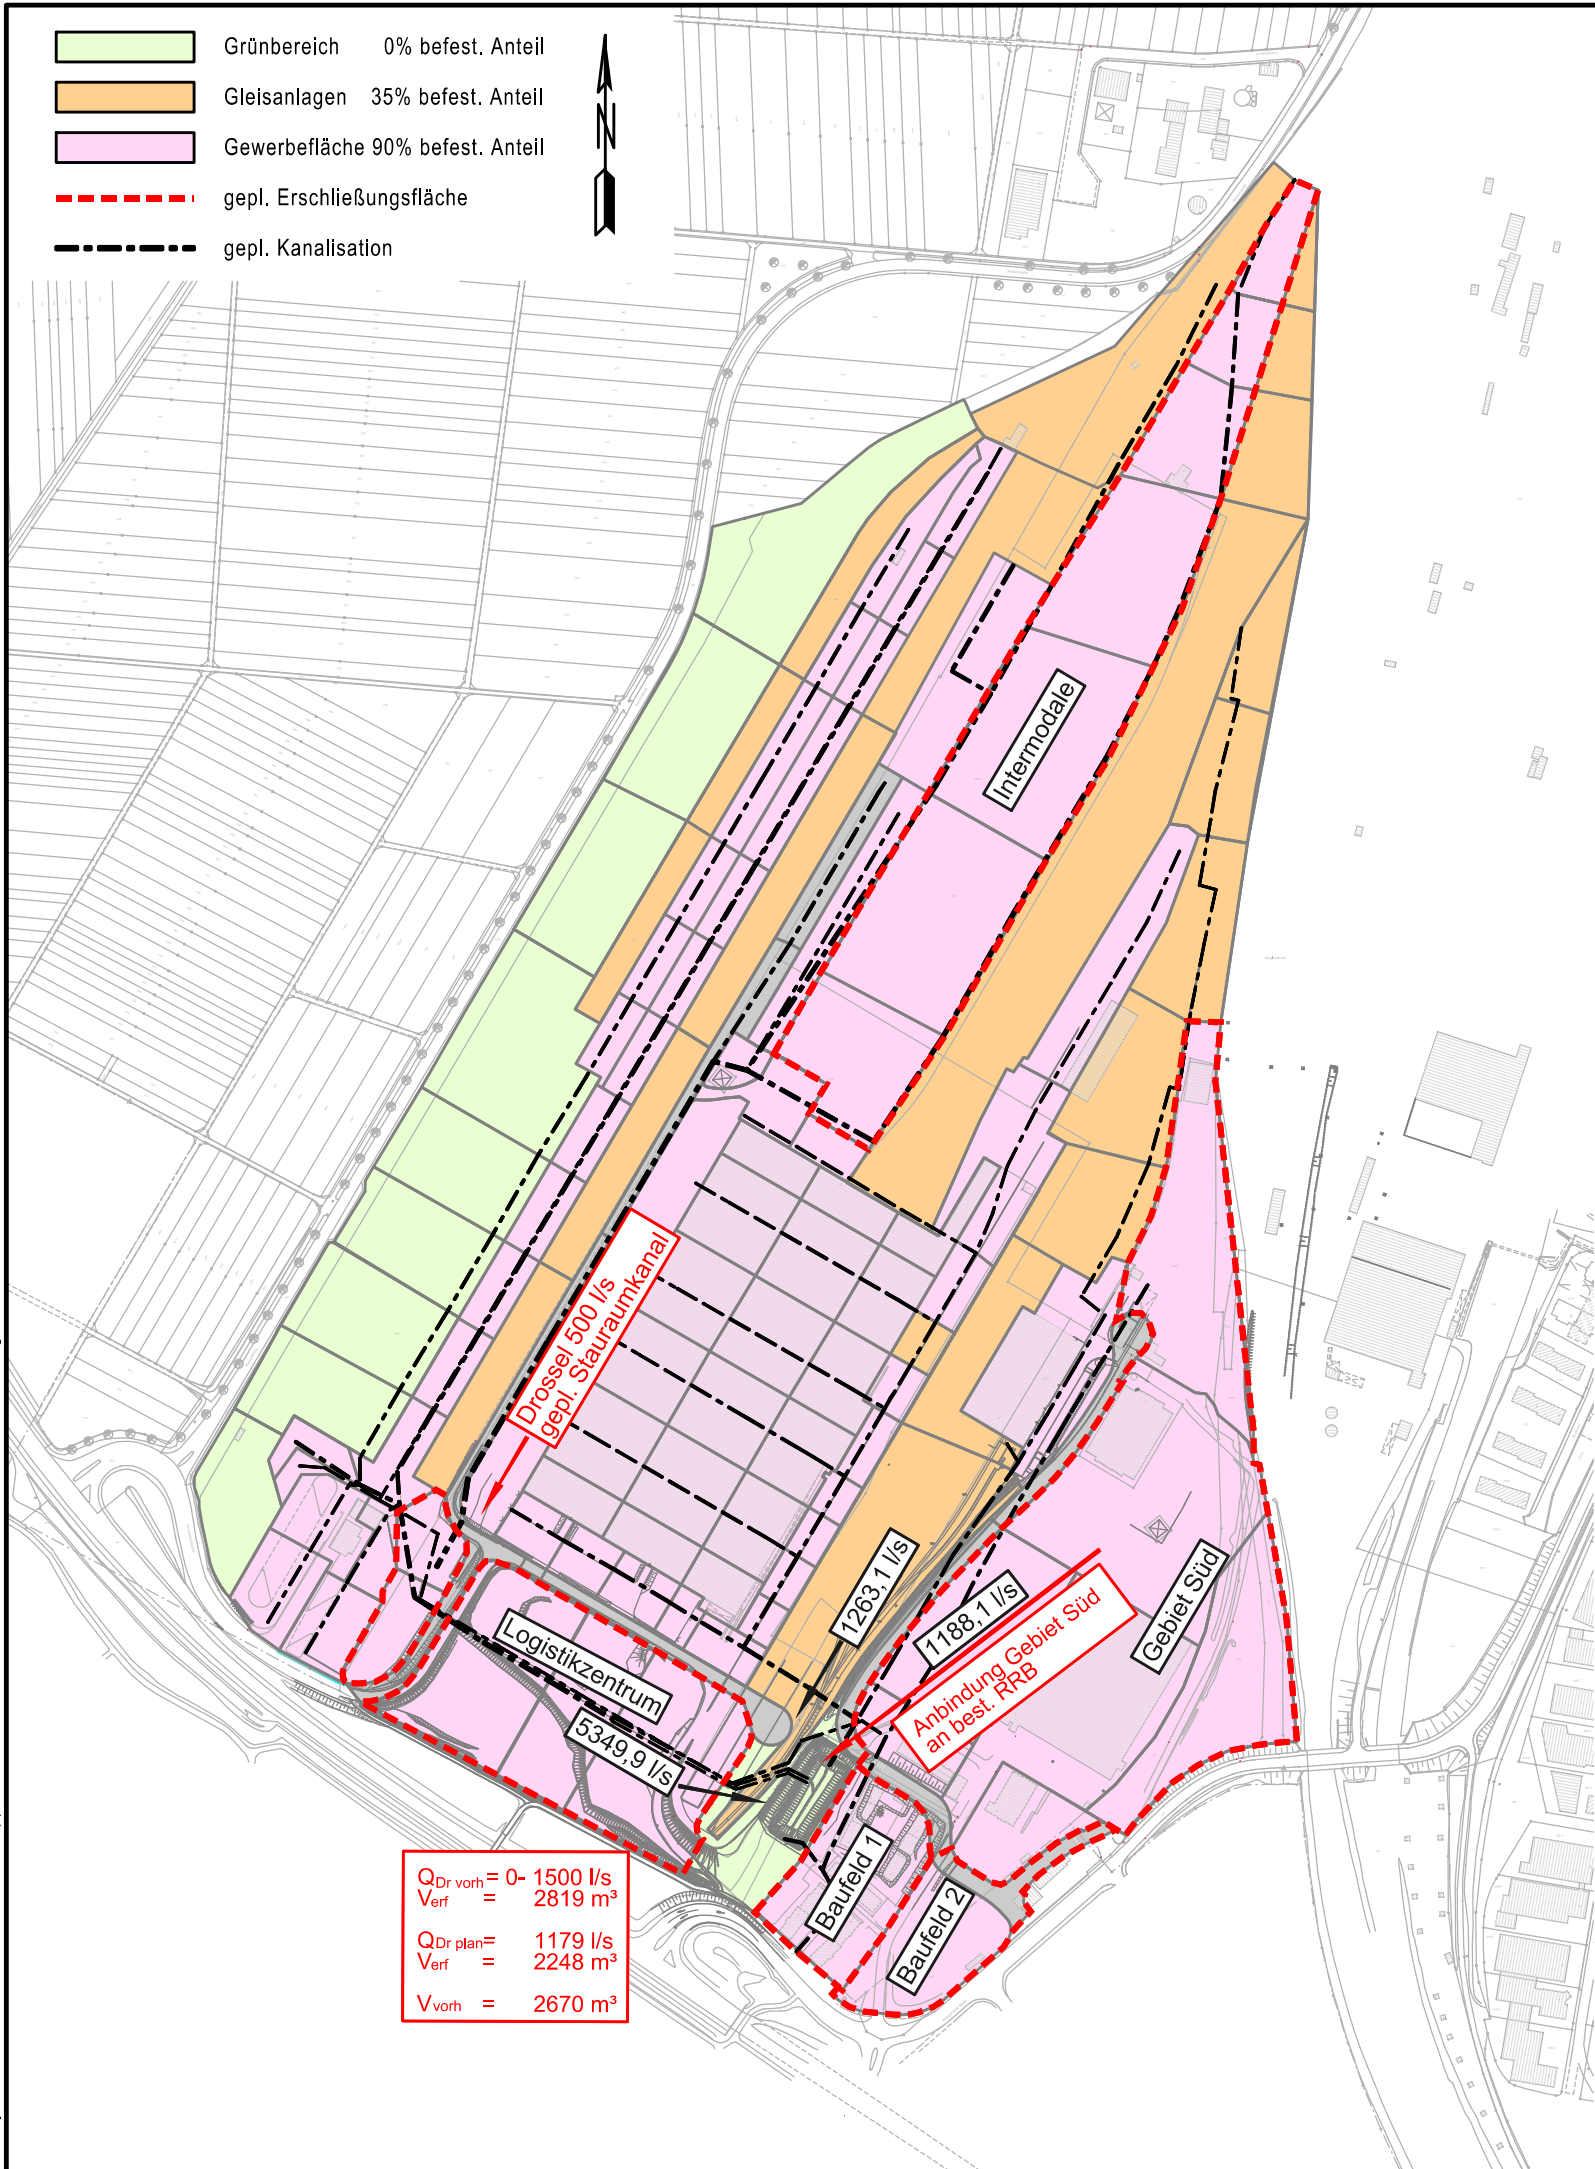 Grünbereich 0% befest. Anteil
Gleisanlagen 35% befest. Anteil
Gewerbefläche 90% befest. Anteil
gepl. Erschließungsfläche
gepl. Kanalisation
N
Intermodale
Drossel 500 l/s
gepl. Stauraumkanal
1263,1 l/s
1188,1 l/s
Gebiet Süd
Anbindung Gebiet Süd
an best. RRB
Logistikzentrum
5349,9 l/s
Baufeld 1
Baufeld 2
QDr vorh = 0- 1500 l/s
Verf = 2819 m³
QDr plan = 1179 l/s
Verf = 2248 m³
Vvorh = 2670 m³